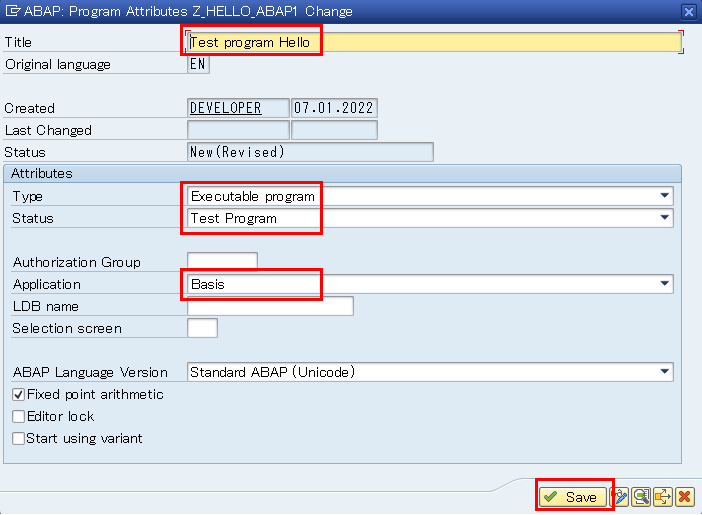 ABAP: Program Attributes Z_HELLO_ABAP1 Change
Title Test program Hello
Original language EN
Created DEVELOPER 07.01.2022
Last Changed
Status New(Revised)
Attributes
Type Executable program
Status Test Program
Authorization Group
Application Basis
LDB name
Selection screen
ABAP Language Version Standard ABAP (Unicode)
Fixed point arithmetic
Editor lock
Start using variant
Save